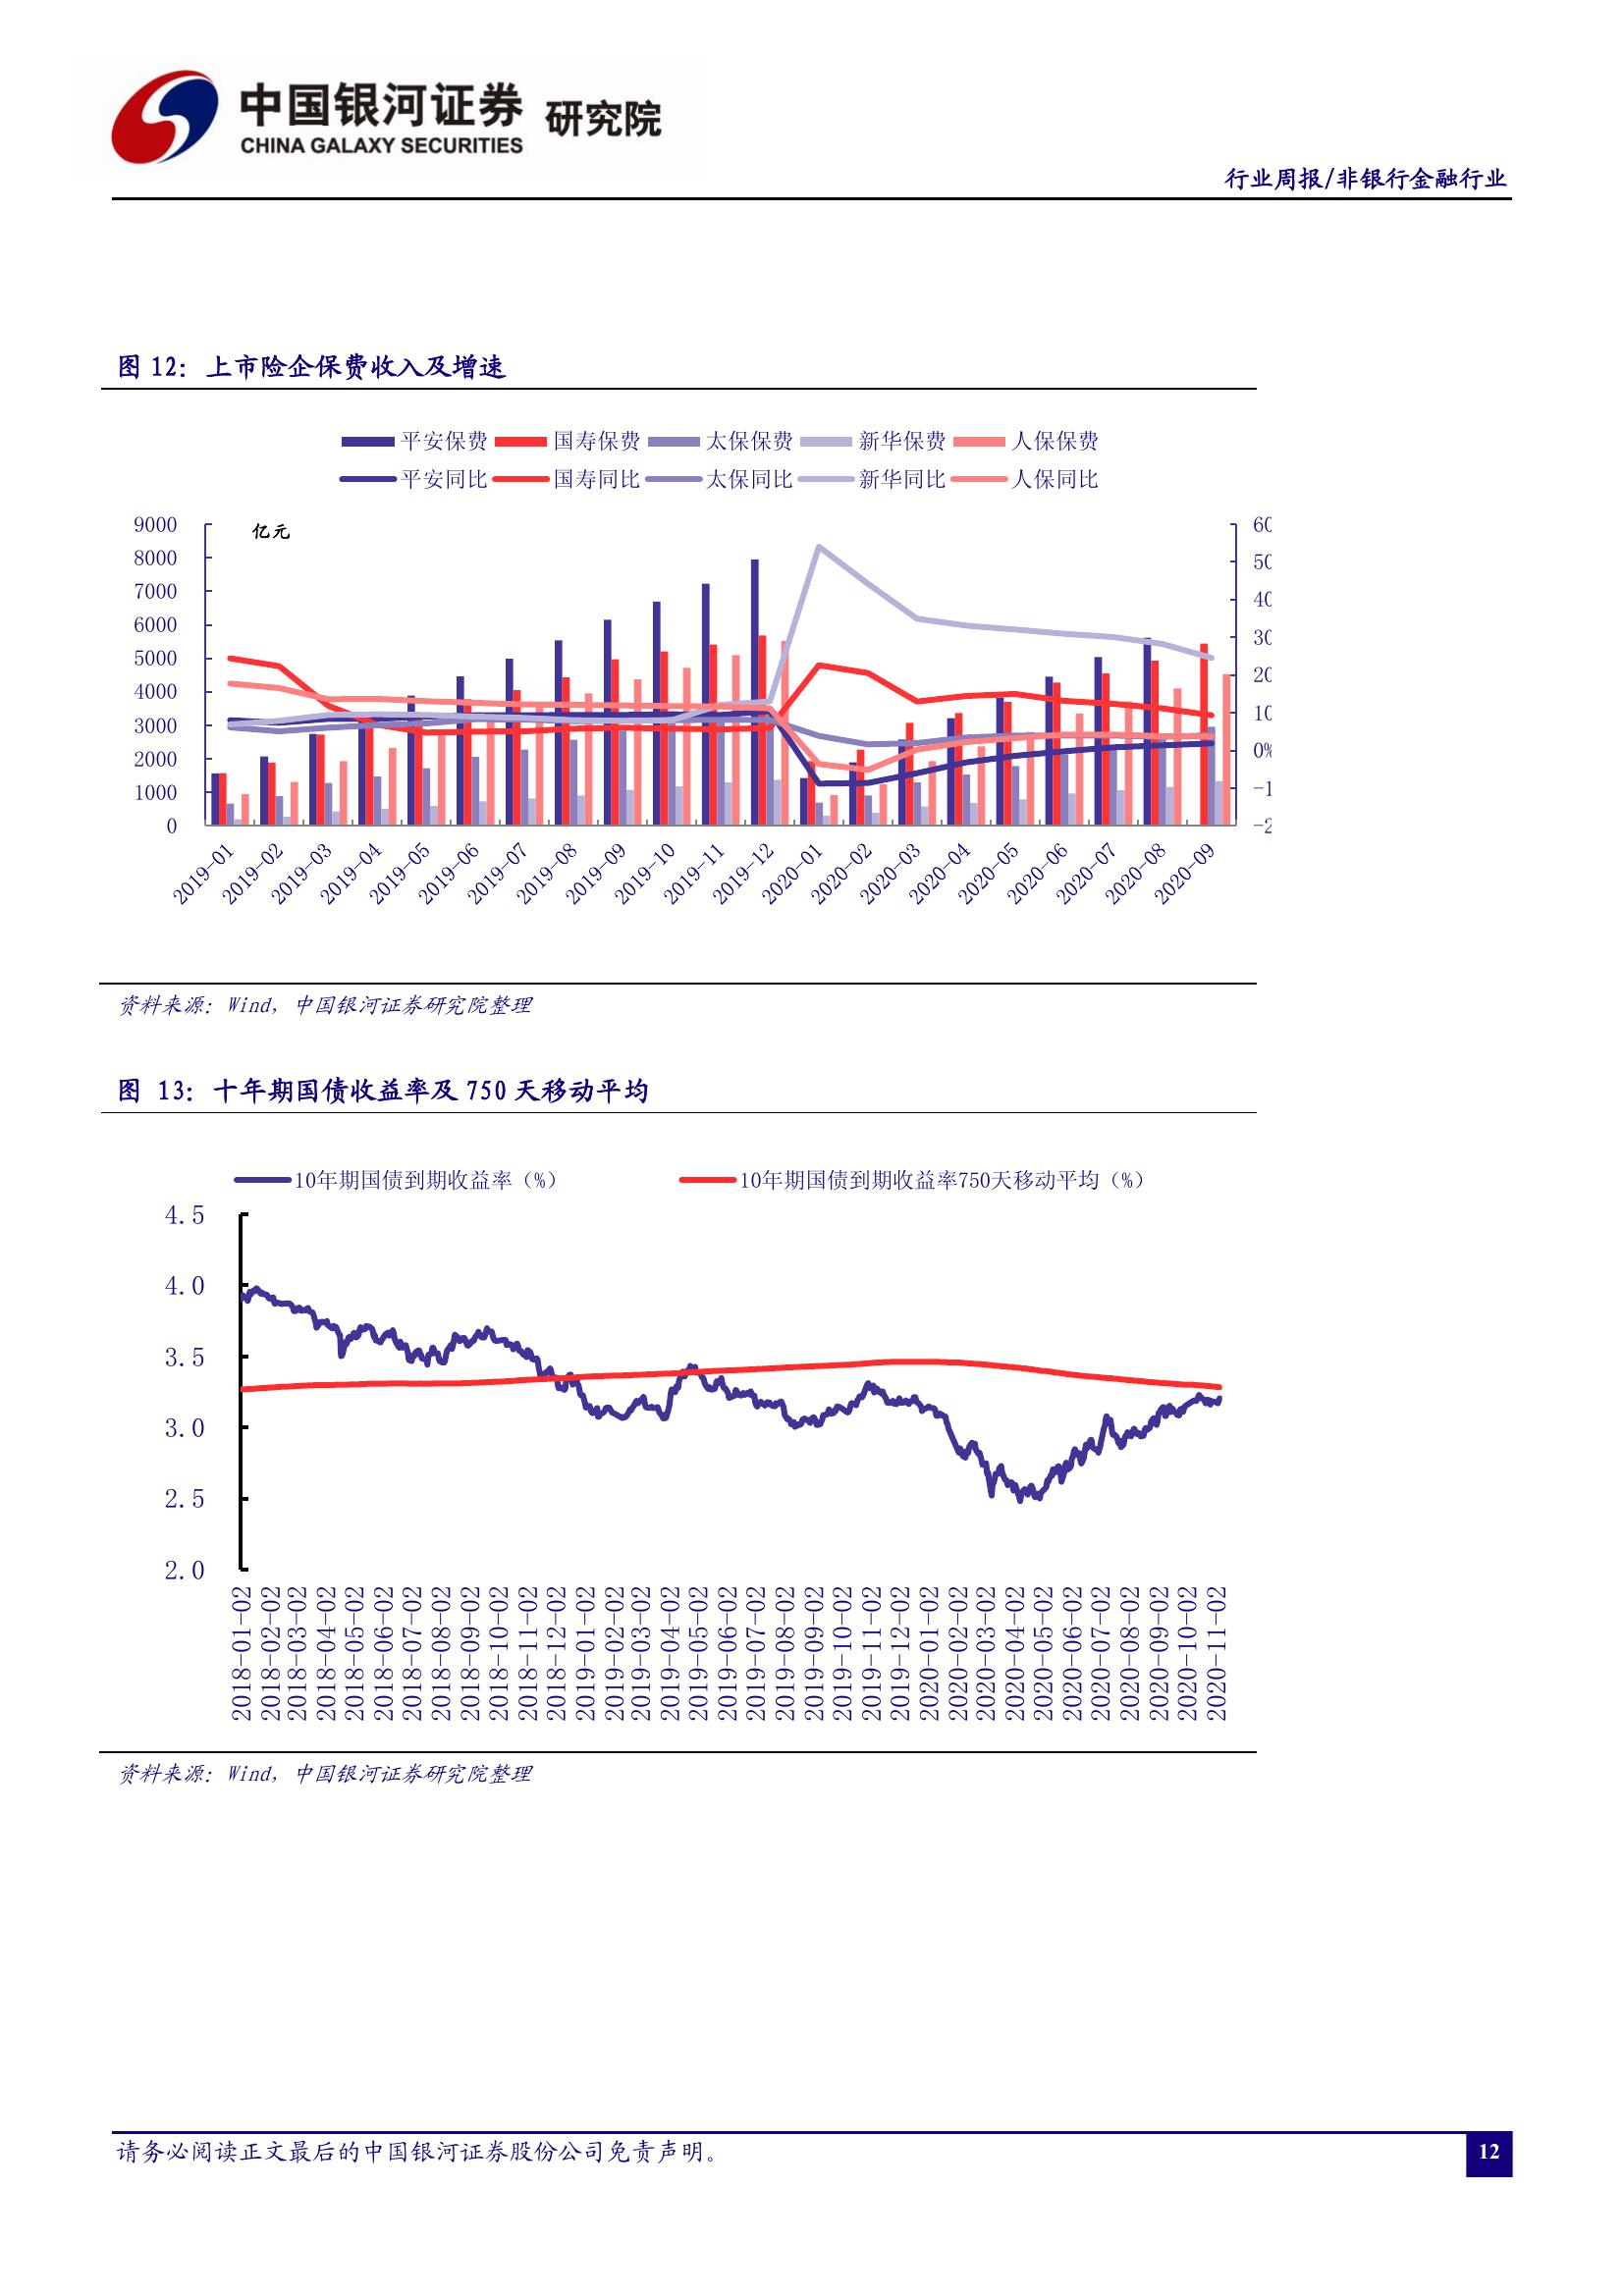 中国银河证券 研究院
CHINA GALAXY SECURITIES
行业周报/非银行金融行业
图 12：上市险企保费收入及增速
平安保费 国寿保费 太保保费 新华保费 人保保费
平安同比 国寿同比 太保同比 新华同比 人保同比
亿元
9000
8000
7000
6000
5000
4000
3000
2000
1000
0
60
50
40
30
20
10
0%
-1
-2
2019-01 2019-02 2019-03 2019-04 2019-05 2019-06 2019-07 2019-08 2019-09 2019-10 2019-11 2019-12 2020-01 2020-02 2020-03 2020-04 2020-05 2020-06 2020-07 2020-08 2020-09
资料来源：Wind，中国银河证券研究院整理
图 13：十年期国债收益率及 750 天移动平均
10年期国债到期收益率（%） 10年期国债到期收益率750天移动平均（%）
4.5
4.0
3.5
3.0
2.5
2.0
2018-01-02 2018-02-02 2018-03-02 2018-04-02 2018-05-02 2018-06-02 2018-07-02 2018-08-02 2018-09-02 2018-10-02 2018-11-02 2018-12-02 2019-01-02 2019-02-02 2019-03-02 2019-04-02 2019-05-02 2019-06-02 2019-07-02 2019-08-02 2019-09-02 2019-10-02 2019-11-02 2019-12-02 2020-01-02 2020-02-02 2020-03-02 2020-04-02 2020-05-02 2020-06-02 2020-07-02 2020-08-02 2020-09-02 2020-10-02 2020-11-02
资料来源：Wind，中国银河证券研究院整理
请务必阅读正文最后的中国银河证券股份公司免责声明。
12